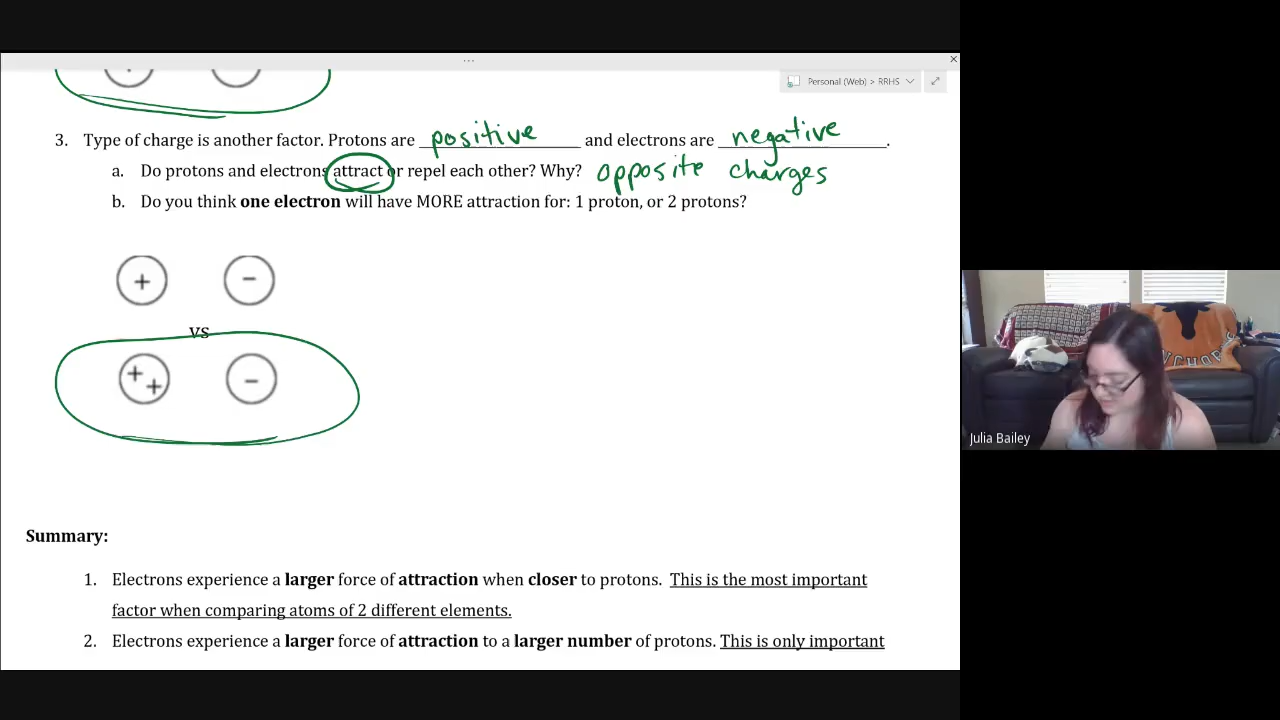 Personal (Web) > RRHS
3. Type of charge is another factor. Protons are positive and electrons are negative.
a. Do protons and electrons attract or repel each other? Why? opposite charges
b. Do you think one electron will have MORE attraction for: 1 proton, or 2 protons?
+ −
vs
+ + −
Julia Bailey
Summary:
1. Electrons experience a larger force of attraction when closer to protons. This is the most important
factor when comparing atoms of 2 different elements.
2. Electrons experience a larger force of attraction to a larger number of protons. This is only important